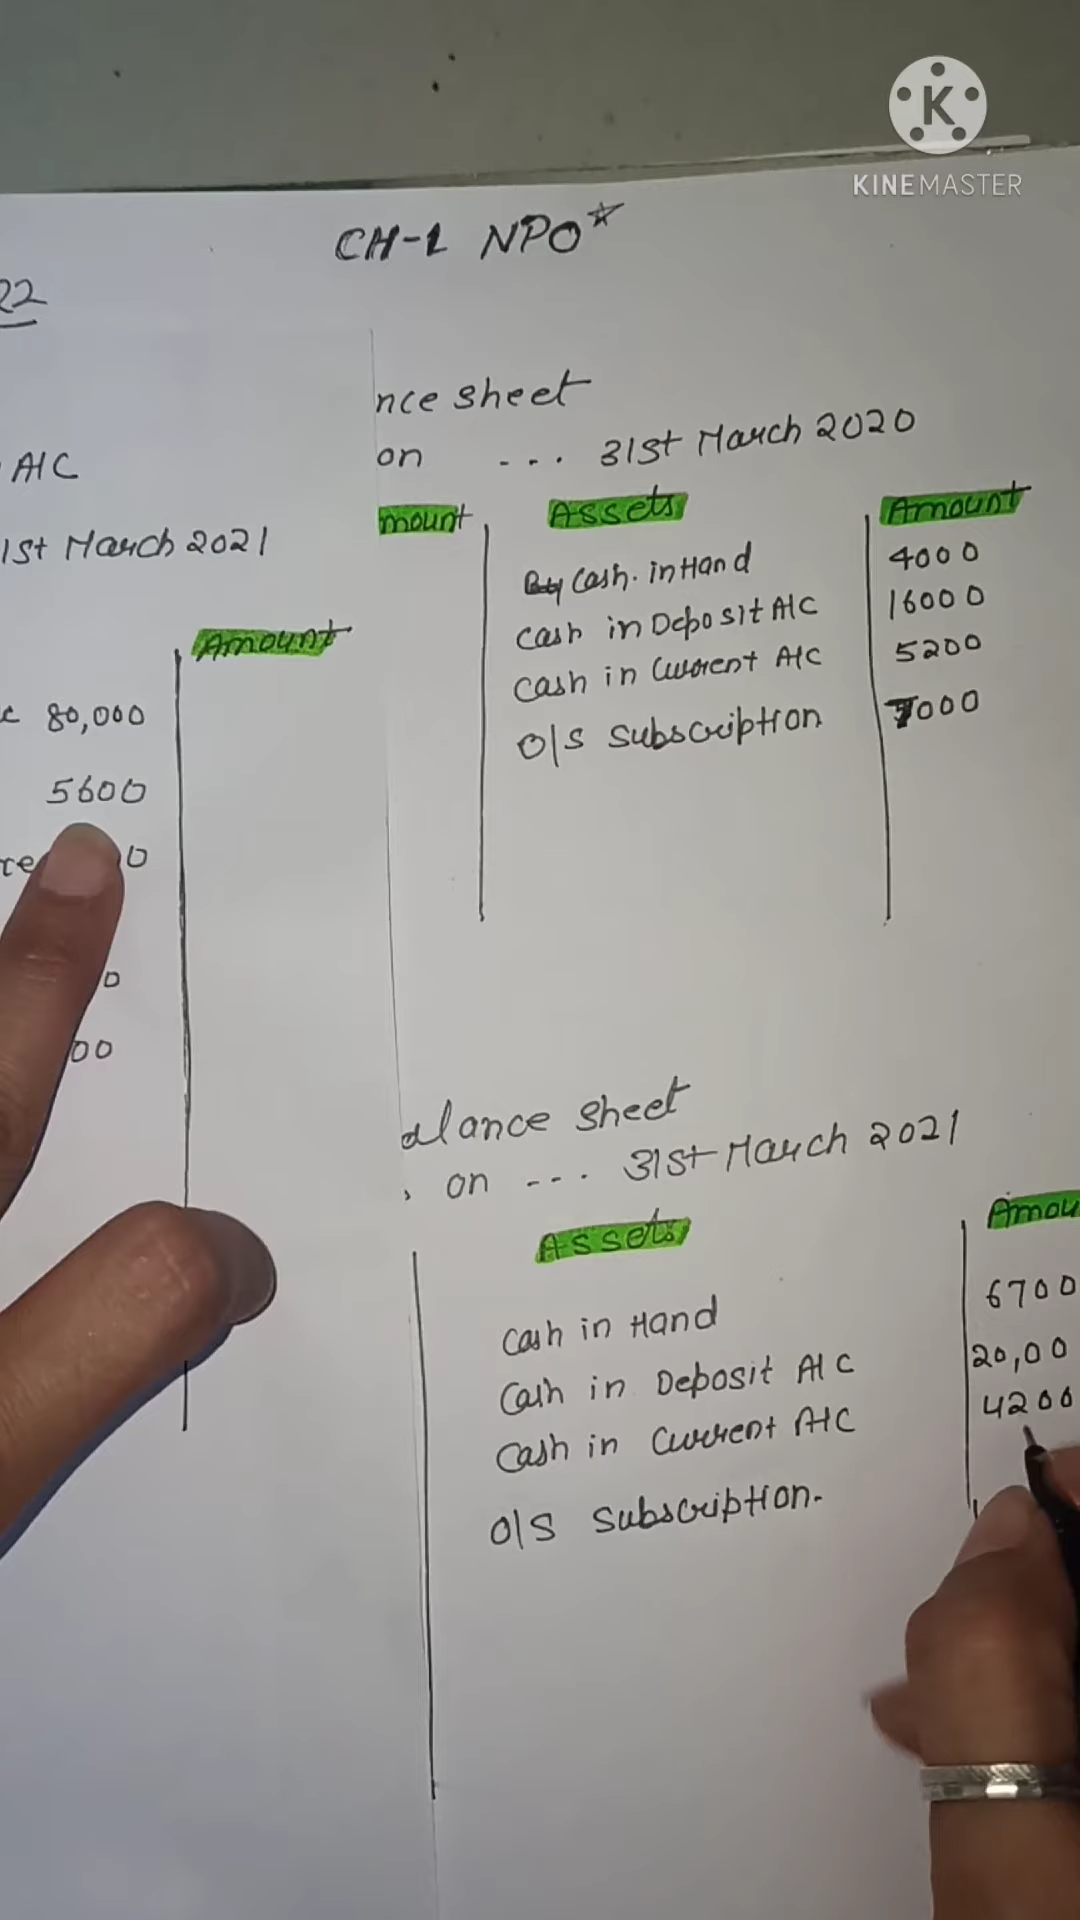 K
KINEMASTER
CH-1 NPO*
22
A/C
1st March 2021
Amount
80,000
5600
0
0
00
nce sheet
on --- 31st March 2020
mount Assets Amount
Cash in Hand 4000
Cash in Deposit A/C 16000
Cash in Current A/C 5200
O/S Subscription 7000
alance sheet
on --- 31st March 2021
Assets Amou
Cash in Hand 6700
Cash in Deposit A/C 20,00
Cash in Current A/C 4200
O/S Subscription.